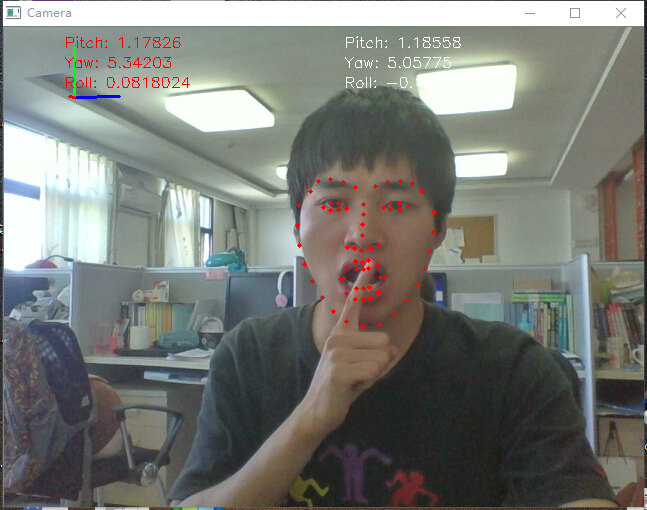 Camera
Pitch: 1.17826
Yaw: 5.34203
Roll: 0.0818024
Pitch: 1.18558
Yaw: 5.05775
Roll: -0.